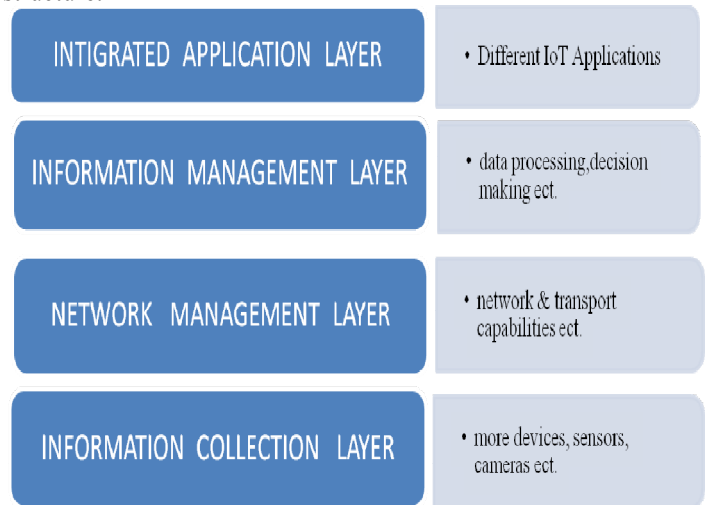 INTIGRATED APPLICATION LAYER
• Different IoT Applications
INFORMATION MANAGEMENT LAYER
• data processing,decision
making ect.
NETWORK MANAGEMENT LAYER
• network & transport
capabilities ect.
INFORMATION COLLECTION LAYER
• more devices, sensors,
cameras ect.